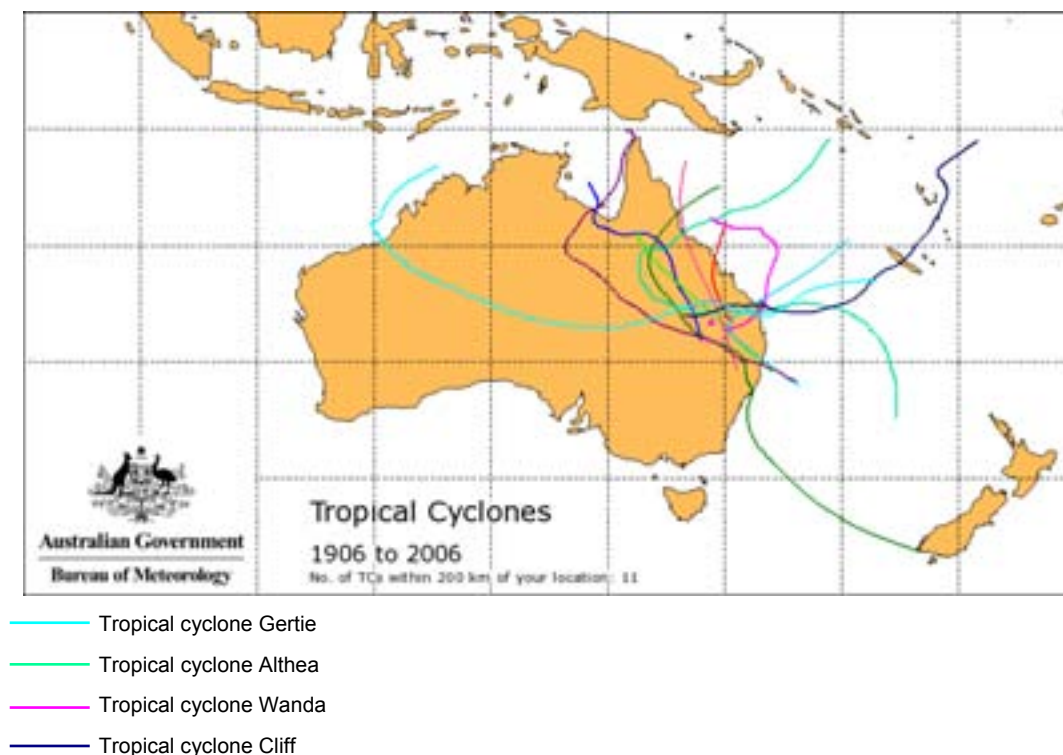 Tropical Cyclones
1906 to 2006
No. of TCs within 200 km of your location: 11
Australian Government
Bureau of Meteorology
Tropical cyclone Gertie
Tropical cyclone Althea
Tropical cyclone Wanda
Tropical cyclone Cliff